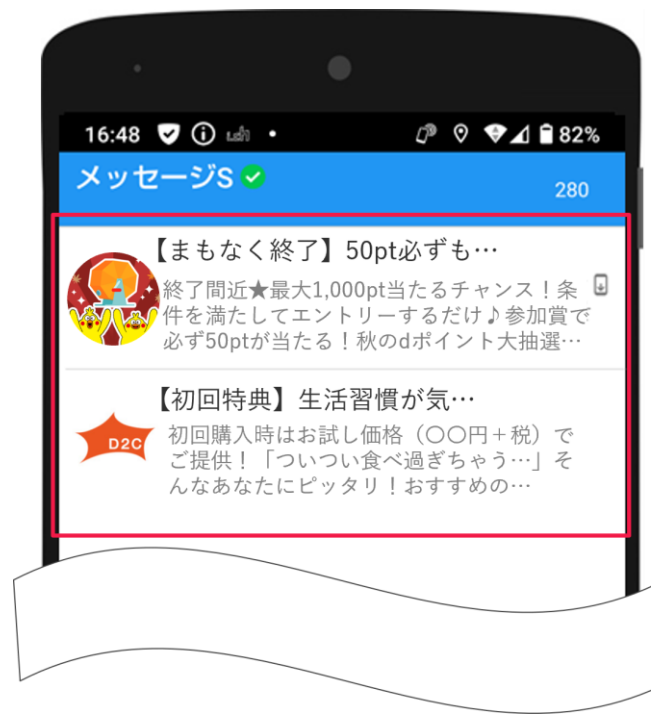 16:48
82%
メッセージS
280
【まもなく終了】50pt必ずも…
終了間近★最大1,000pt当たるチャンス！条
件を満たしてエントリーするだけ♪参加賞で
必ず50ptが当たる！秋のdポイント大抽選…
【初回特典】生活習慣が気…
D2C
初回購入時はお試し価格（〇〇円＋税）で
ご提供！「ついつい食べ過ぎちゃう…」そ
んなあなたにピッタリ！おすすめの…